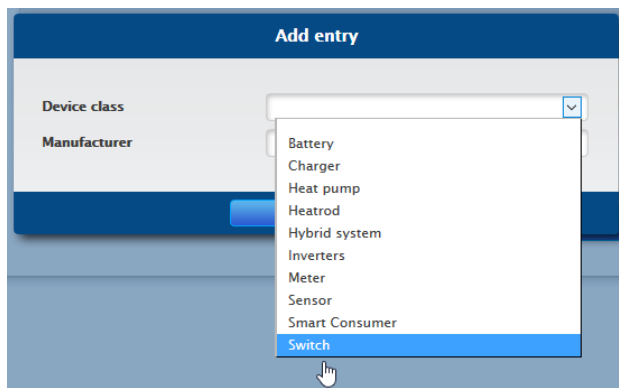 Add entry
Device class
Manufacturer
Battery
Charger
Heat pump
Heatrod
Hybrid system
Inverters
Meter
Sensor
Smart Consumer
Switch